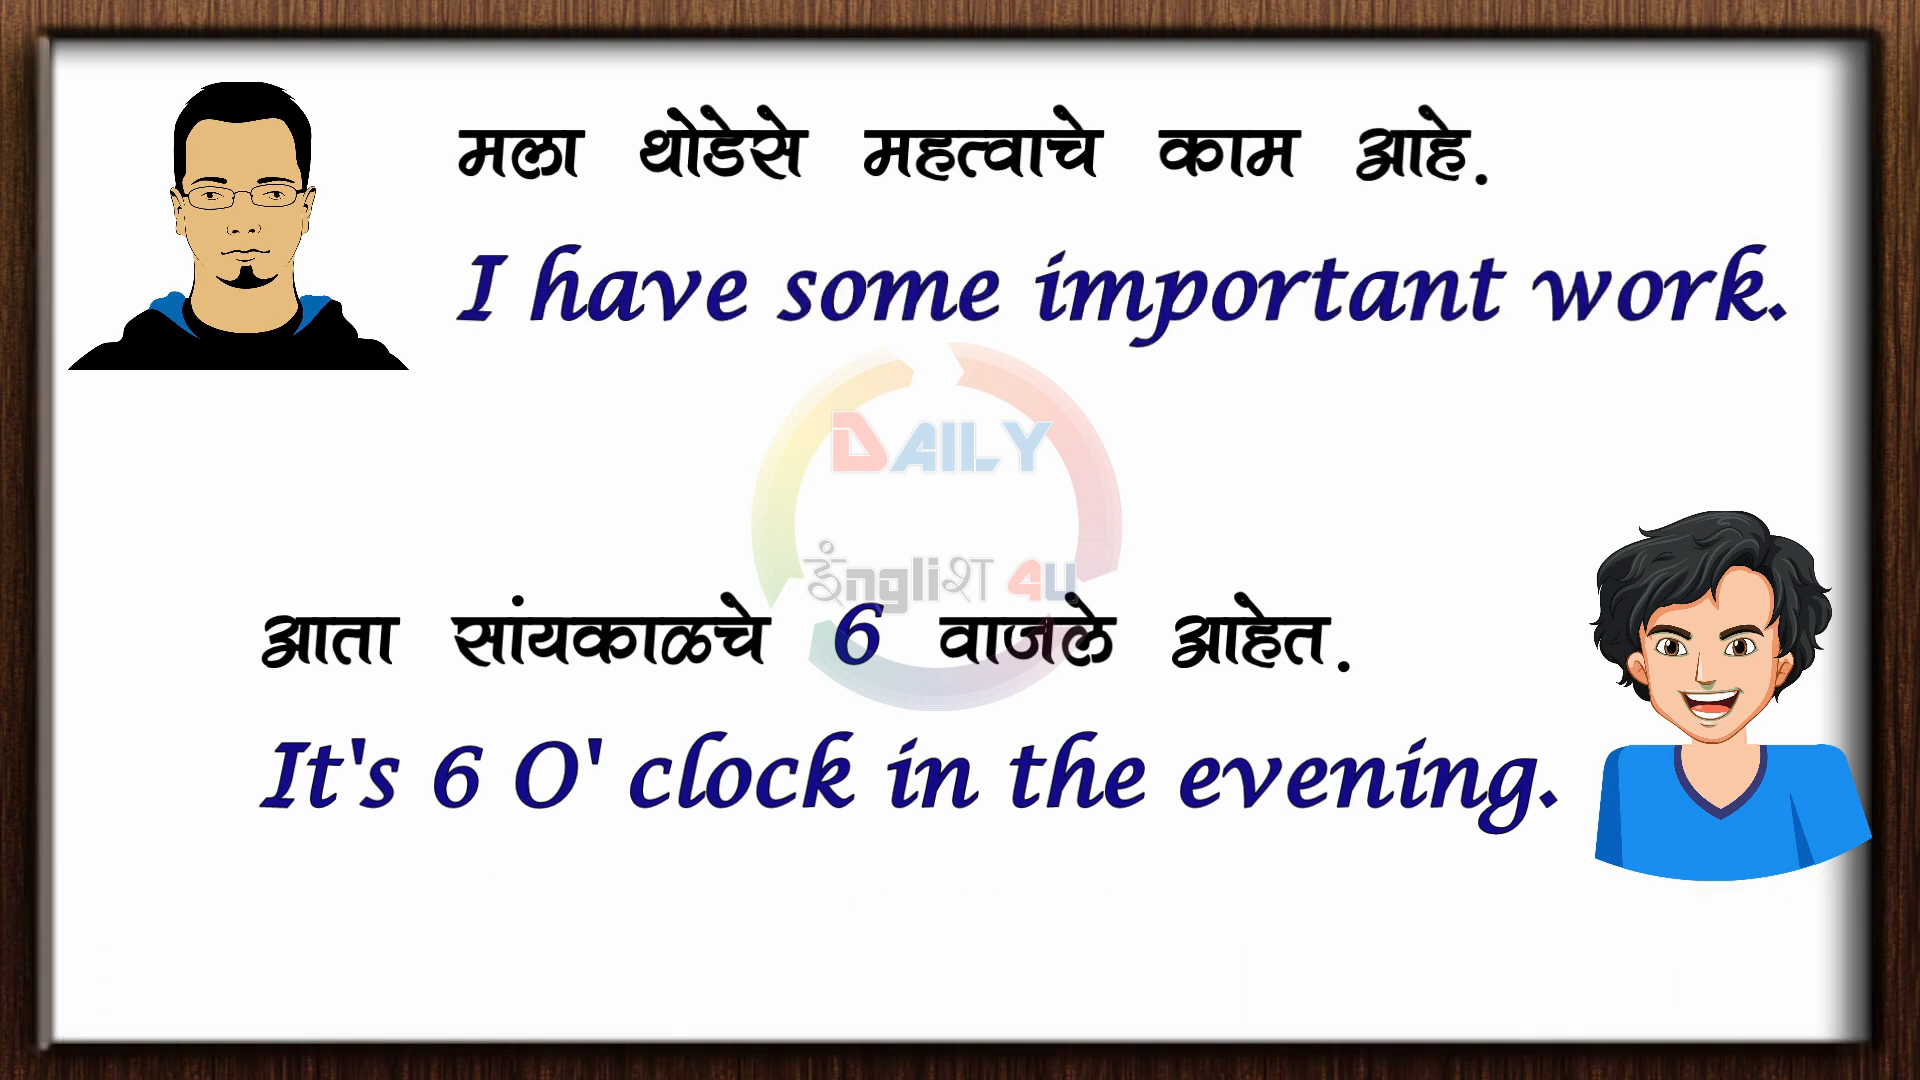 मला थोडेसे महत्वाचे काम आहे.
I have some important work.
DAILY
इंngliश 4U
आता सांयकाळचे 6 वाजले आहेत.
It's 6 O' clock in the evening.